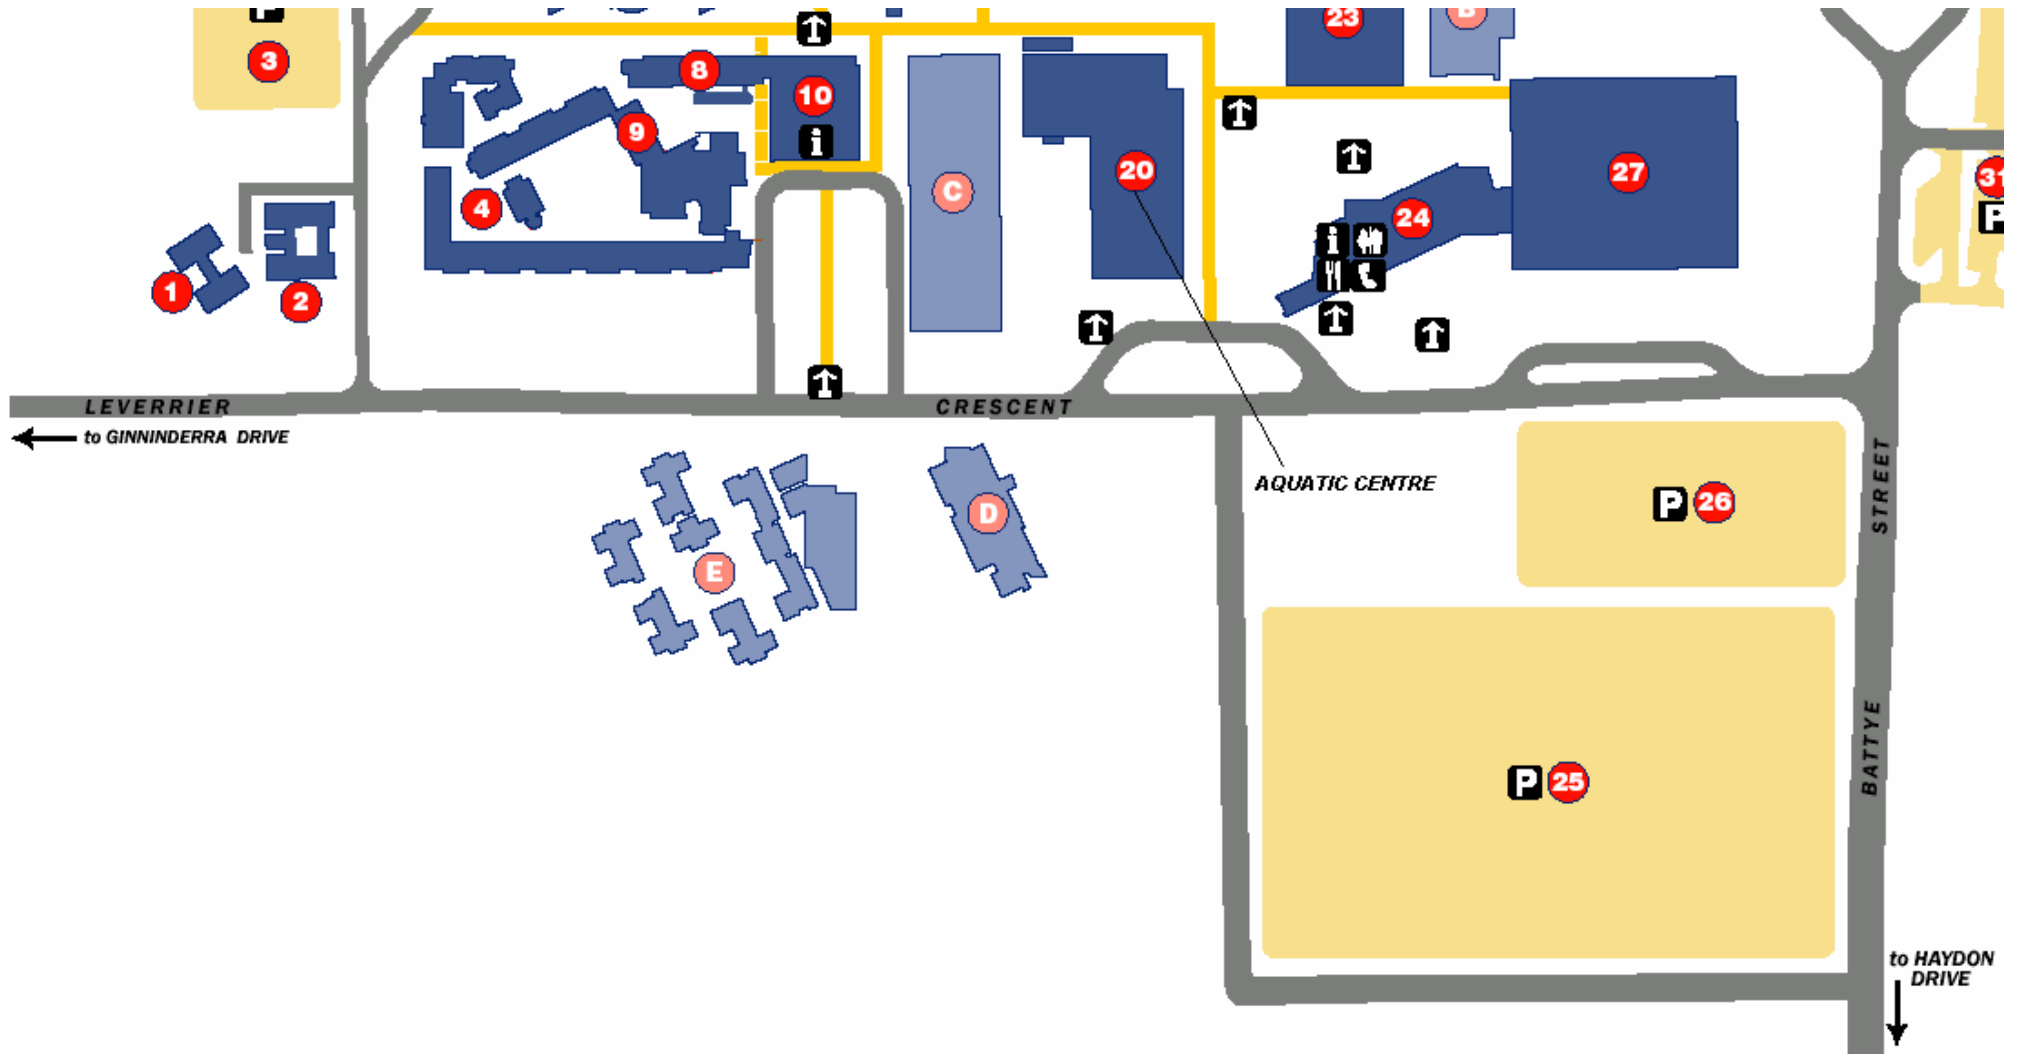 P
3
8
10
i
9
4
1
2
C
20
23
B
27
24
i
31
P
LEVERRIER
CRESCENT
to GINNINDERRA DRIVE
AQUATIC CENTRE
E
D
P 26
P 25
BATTYE STREET
to HAYDON
DRIVE